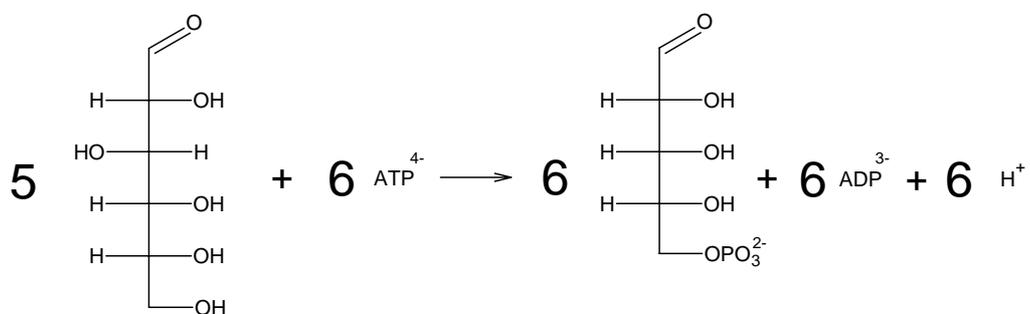 O
H OH
HO H
H OH
H OH
OH
5
+
6 ATP4-
6
O
H OH
H OH
H OH
OPO32-
+
6 ADP3-
+
6 H+